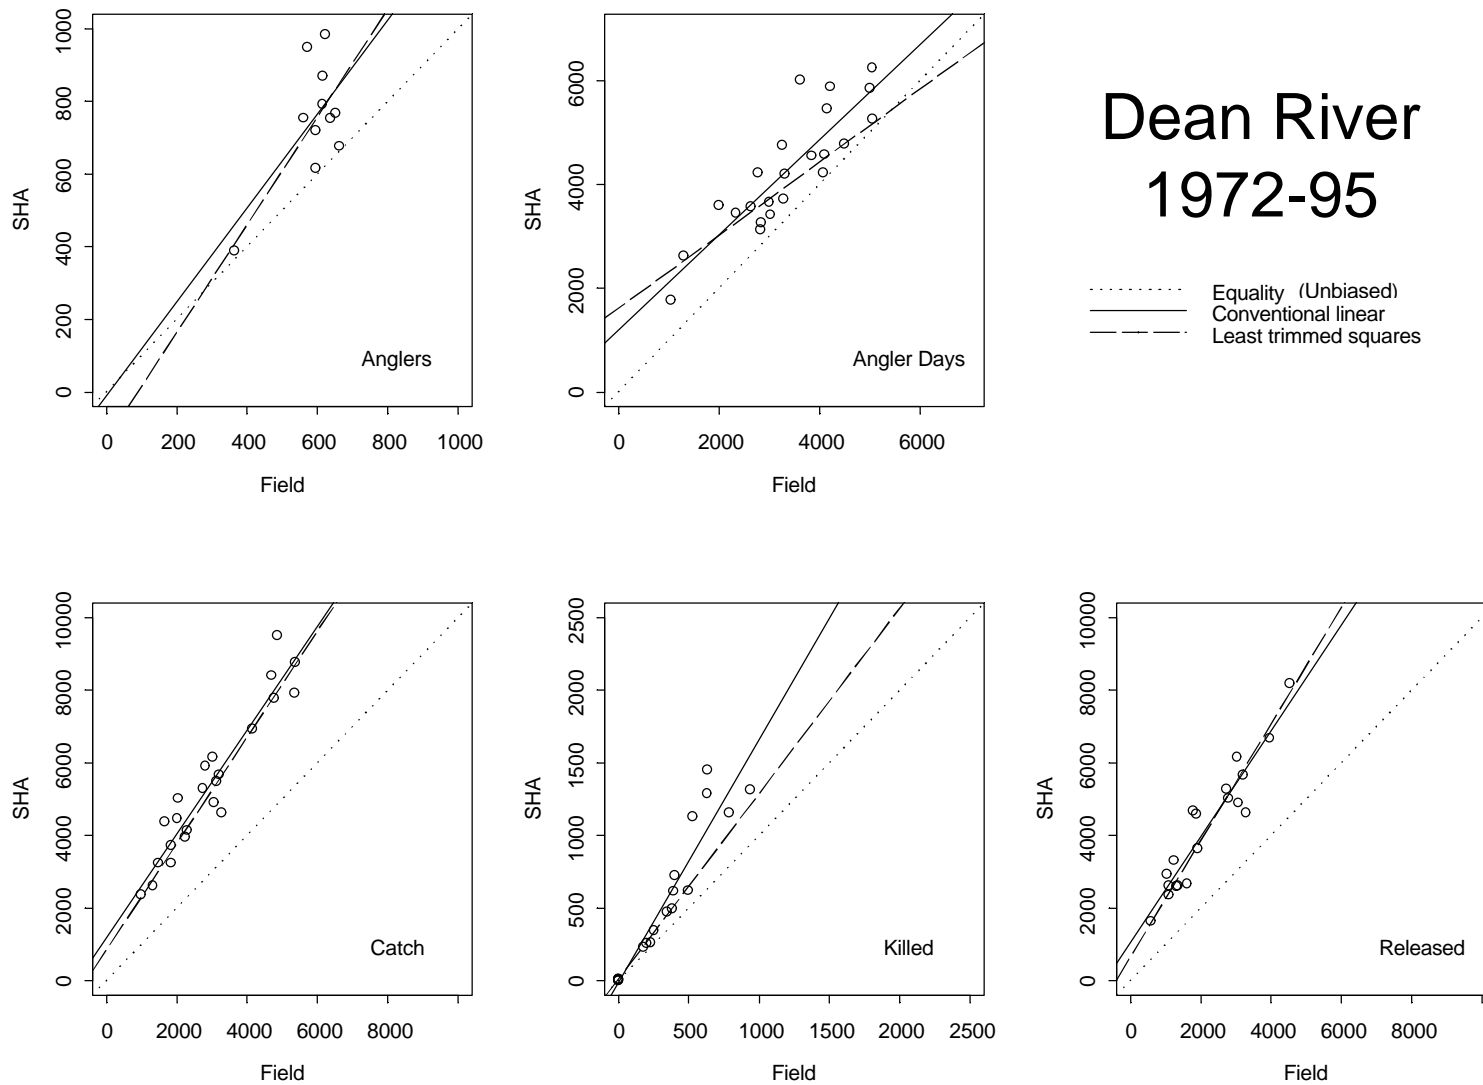 Dean River
1972-95
Equality (Unbiased)
Conventional linear
Least trimmed squares
1000
800
600
400
200
0
SHA
Anglers
0 200 400 600 800 1000
Field
6000
4000
2000
0
SHA
Angler Days
0 2000 4000 6000
Field
10000
8000
6000
4000
2000
0
SHA
Catch
0 2000 4000 6000 8000
Field
2500
2000
1500
1000
500
0
SHA
Killed
0 500 1000 1500 2000 2500
Field
10000
8000
6000
4000
2000
0
SHA
Released
0 2000 4000 6000 8000
Field